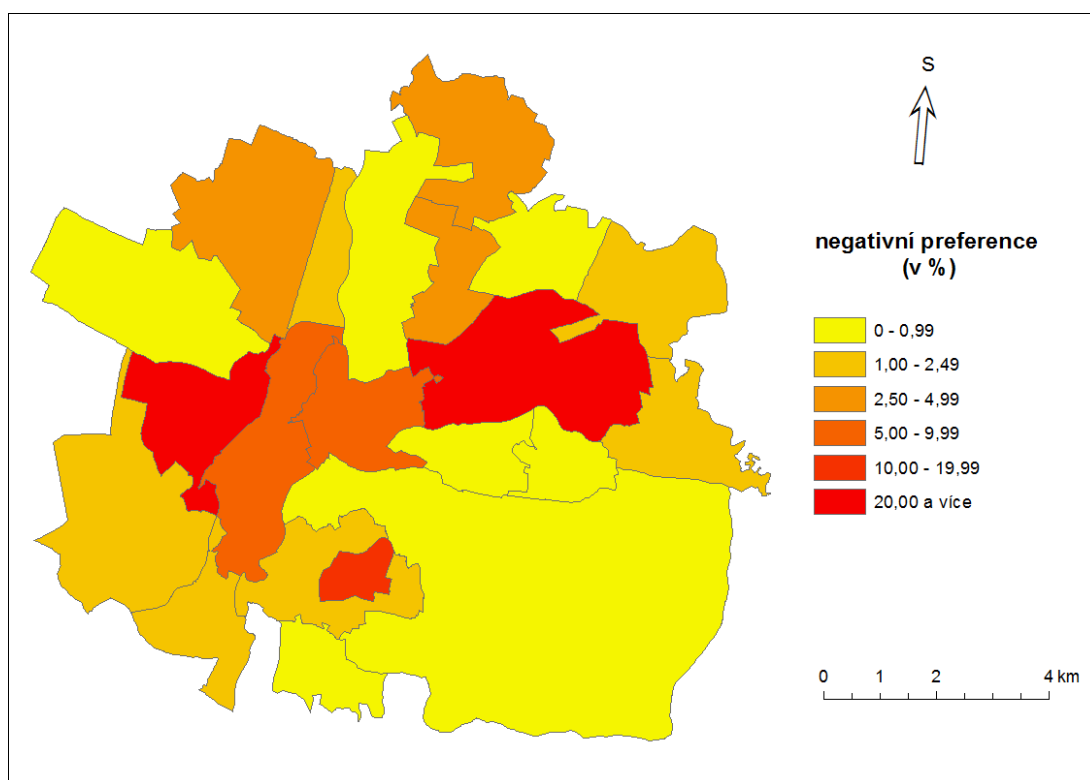 S
negativní preference
(v %)
0 - 0,99
1,00 - 2,49
2,50 - 4,99
5,00 - 9,99
10,00 - 19,99
20,00 a více
0 1 2 4 km